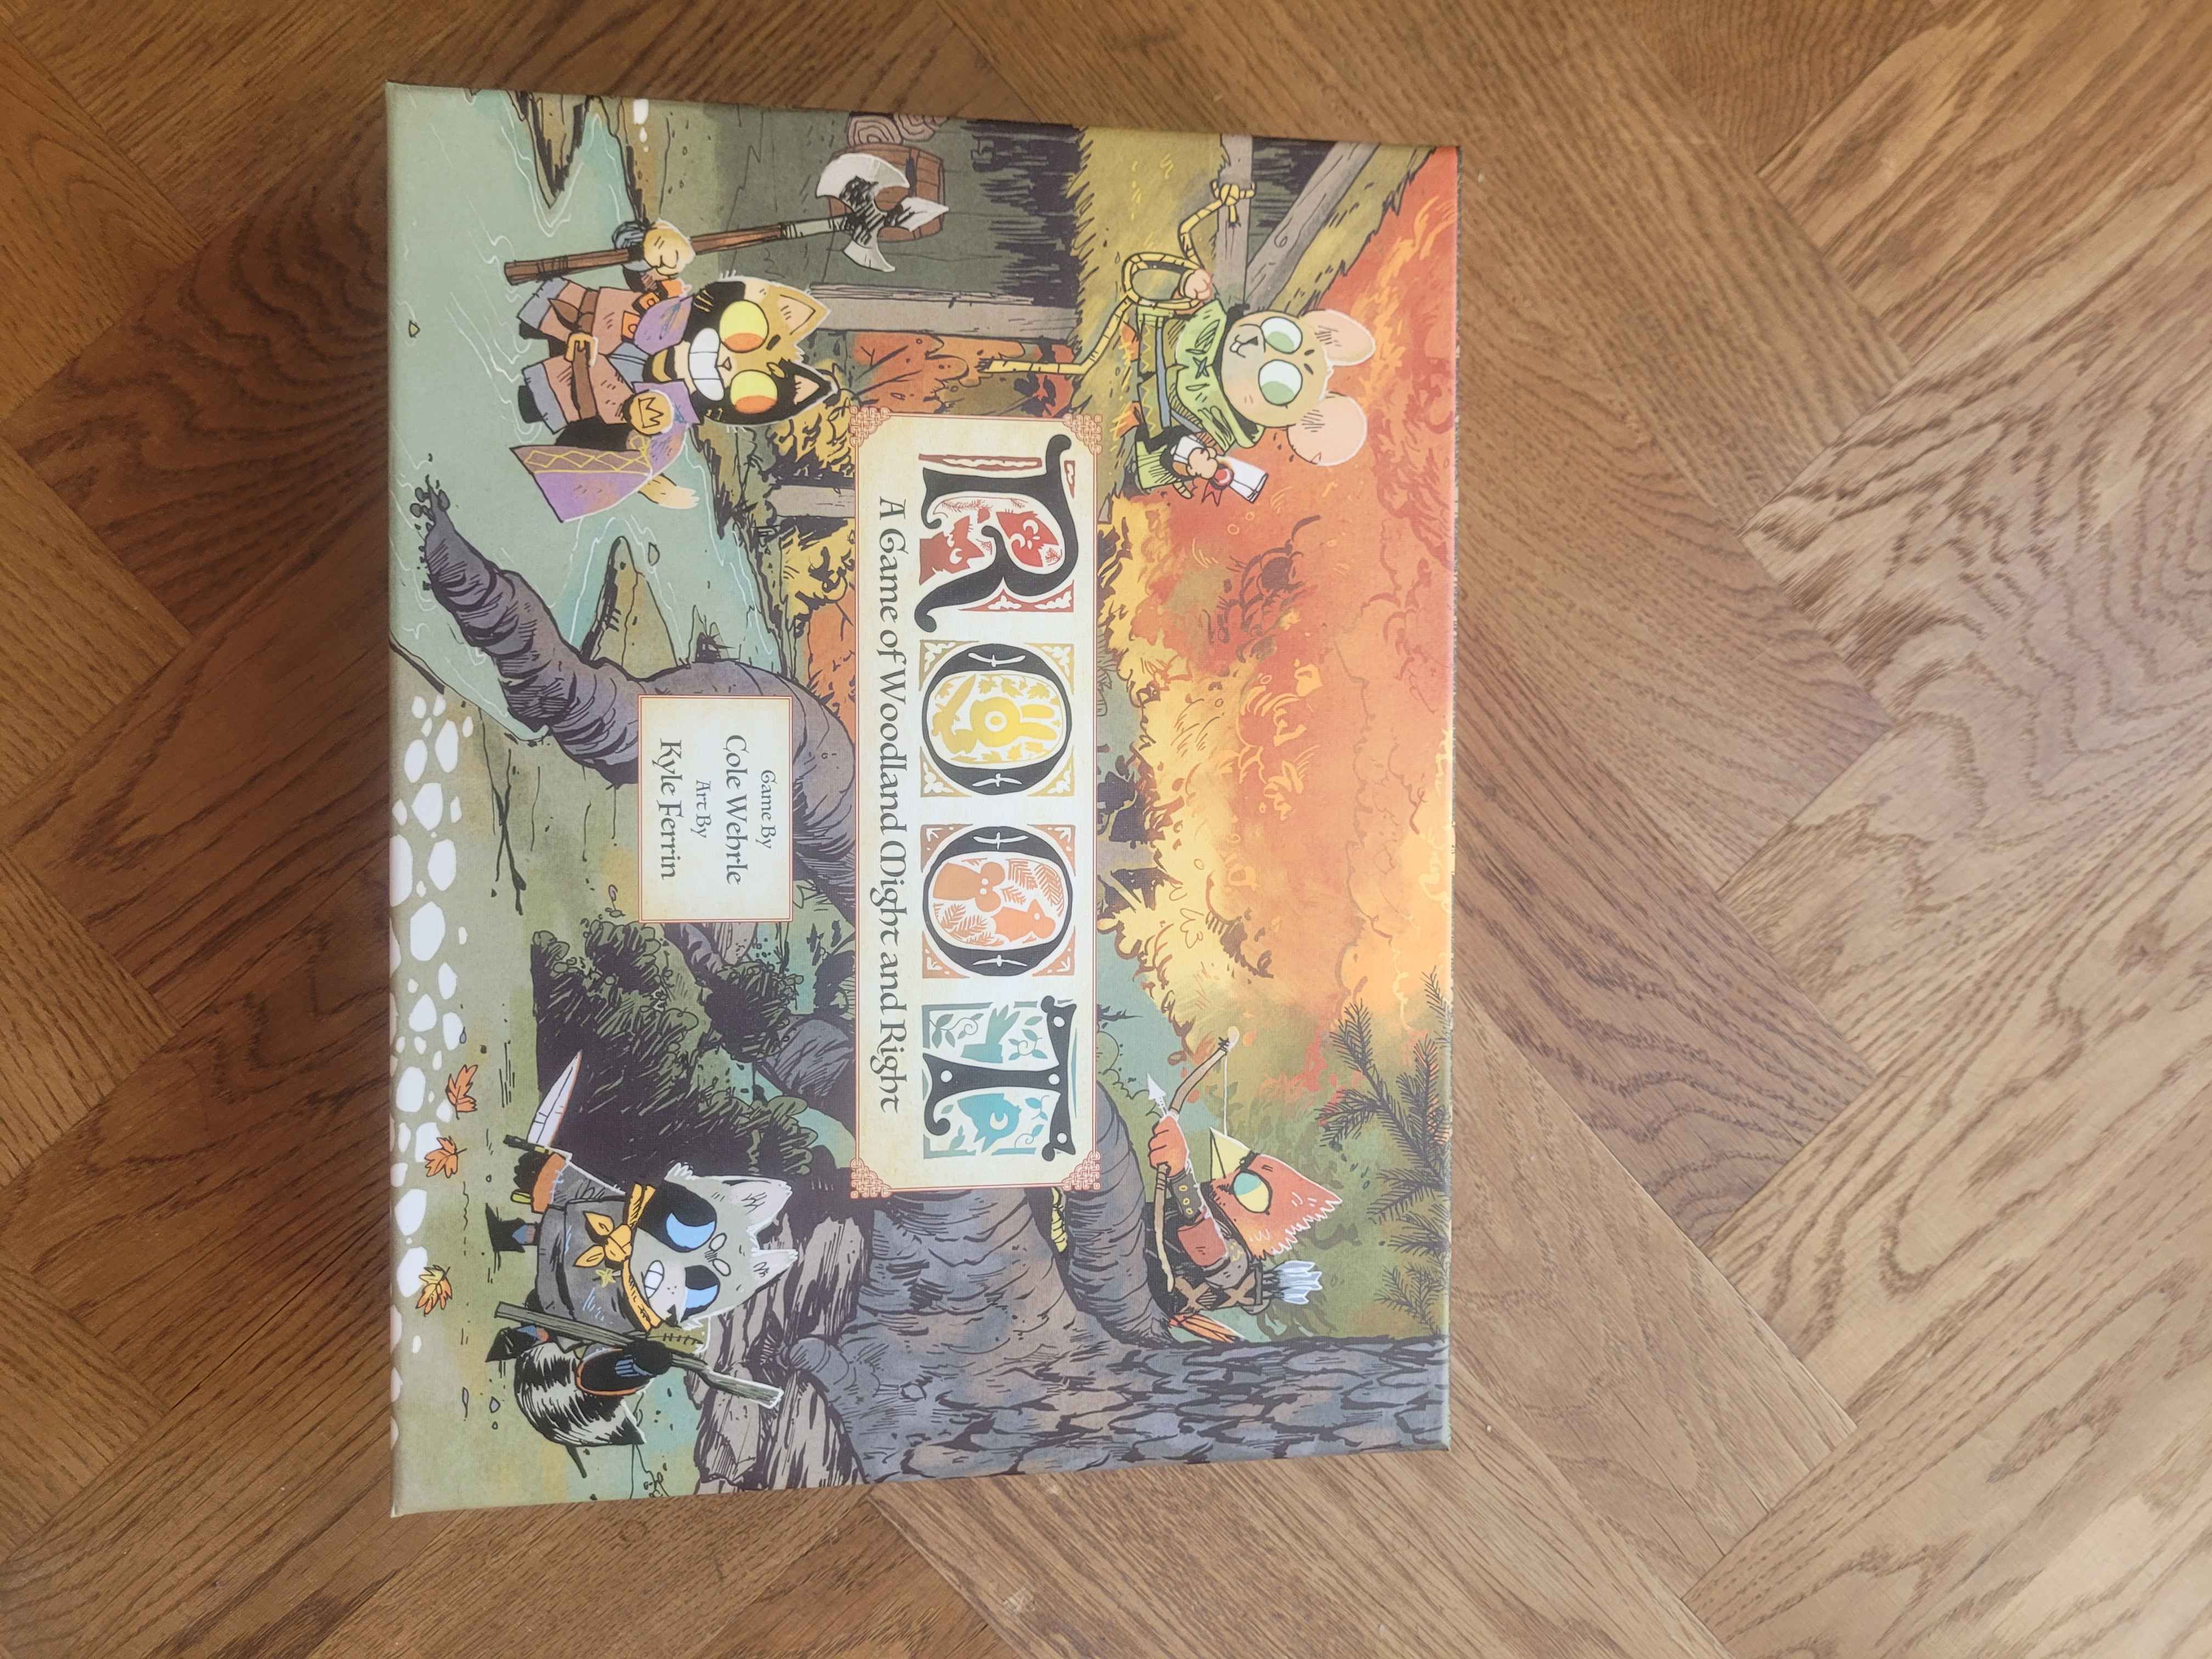 ROOT
A Game of Woodland Might and Right
Game By
Cole Wehrle
Art By
Kyle Ferrin